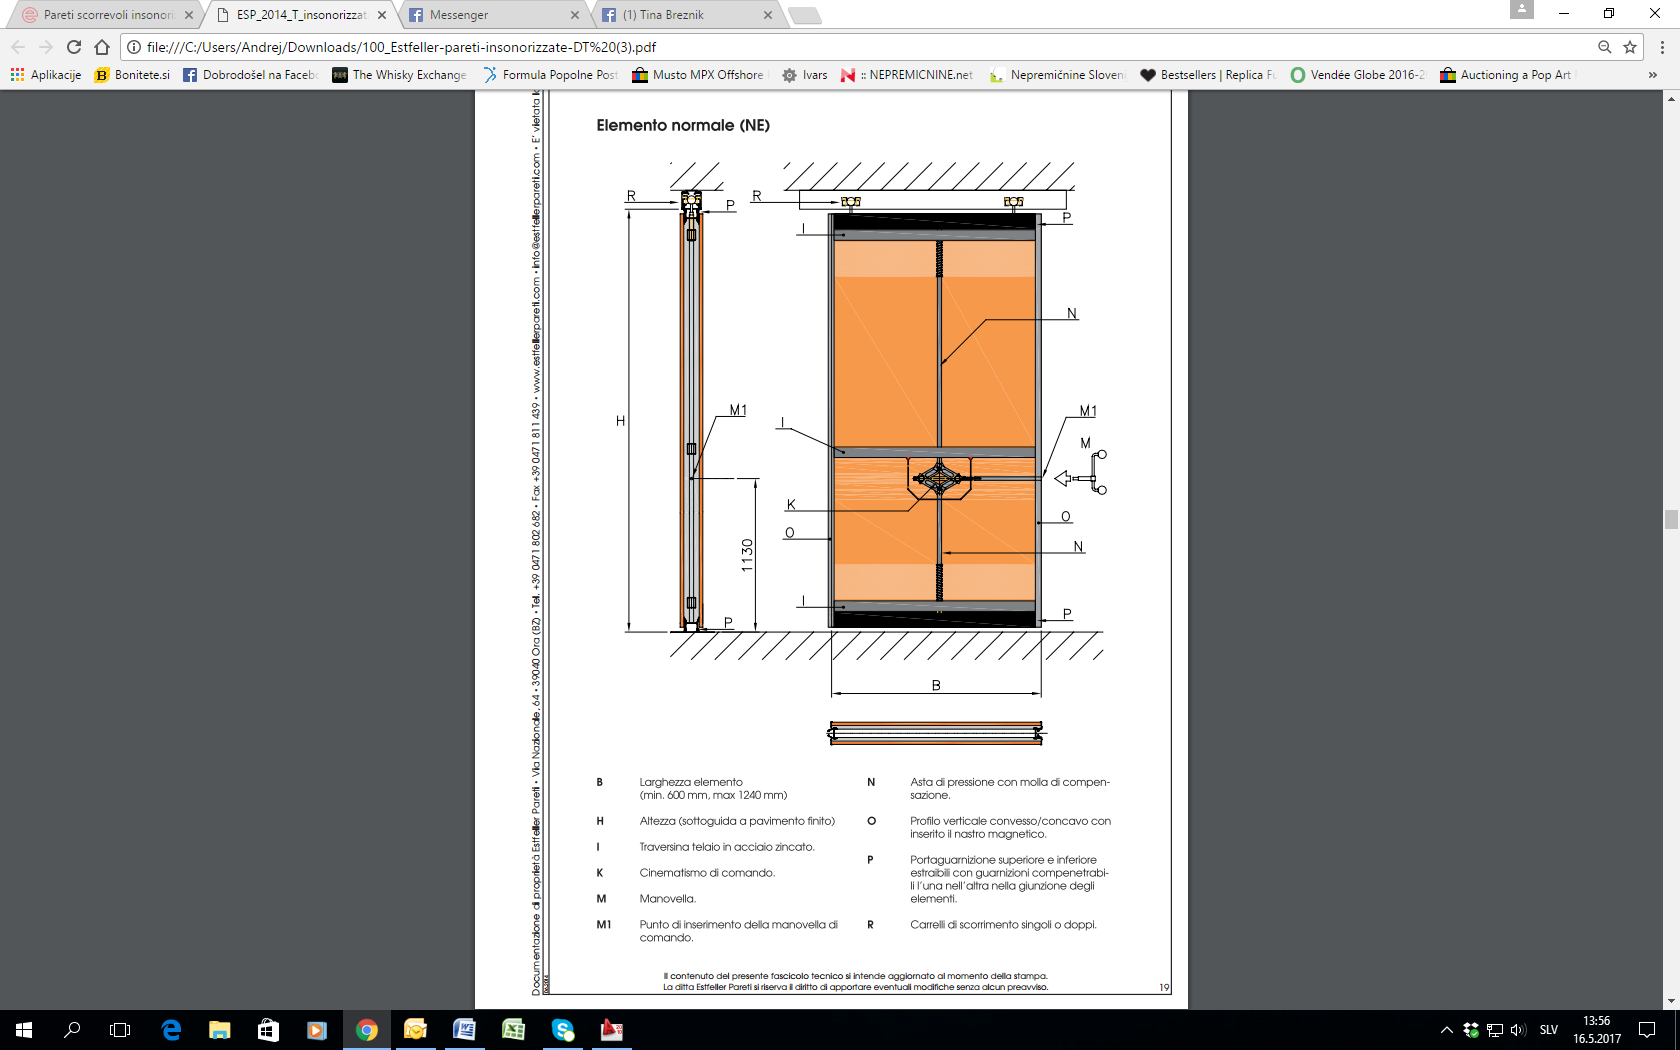 Pareti scorrevoli insonori
ESP_2014_T_insonorizzat
Messenger
(1) Tina Breznik
file:///C:/Users/Andrej/Downloads/100_Estfeller-pareti-insonorizzate-DT%20(3).pdf
Aplikacije
Bonitete.si
Dobrodošel na Facebo
The Whisky Exchange
Formula Popolne Post
Musto MPX Offshore
Ivars
:: NEPREMICNINE.net
Nepremičnine Sloveni
Bestsellers | Replica Fu
Vendée Globe 2016-2
Auctioning a Pop Art
»
Documentazione di proprietà Estfeller Pareti • Via Nazionale, 64 • 39040 Ora (BZ) • Tel. +39 0471 802 682 • Fax +39 0471 811 439 • www.estfellerpareti.com • info@estfellerpareti.com • E' vietata la
Elemento normale (NE)
R
R
P
P
I
N
M1
M1
H
I
M
K
O
O
1130
N
I
P
P
B
B Larghezza elemento
(min. 600 mm, max 1240 mm)
H Altezza (sottoguida a pavimento finito)
I Traversina telaio in acciaio zincato.
K Cinematismo di comando.
M Manovella.
M1 Punto di inserimento della manovella di
comando.
N Asta di pressione con molla di compen-
sazione.
O Profilo verticale convesso/concavo con
inserito il nastro magnetico.
P Portaguarnizione superiore e inferiore
estraibili con guarnizioni compenetrabi-
li l'una nell'altra nella giunzione degli
elementi.
R Carrelli di scorrimento singoli o doppi.
Il contenuto del presente fascicolo tecnico si intende aggiornato al momento della stampa.
La ditta Estfeller Pareti si riserva il diritto di apportare eventuali modifiche senza alcun preavviso.
19
SLV
13:56
16.5.2017